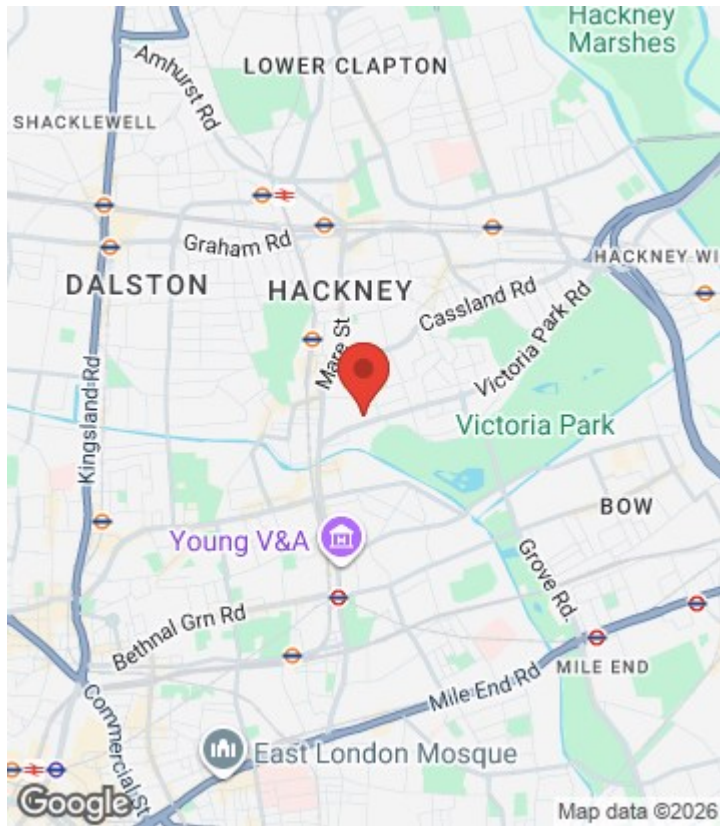 Hackney
Marshes
Amhurst Rd
LOWER CLAPTON
SHACKLEWELL
Graham Rd
HACKNEY WI
DALSTON
HACKNEY
Cassland Rd
Mare St
Victoria Park Rd
Kingsland Rd
Victoria Park
BOW
Young V&A
Grove Rd.
Bethnal Grn Rd
MILE END
Mile End Rd
Commercial St
East London Mosque
Google
Map data ©2026